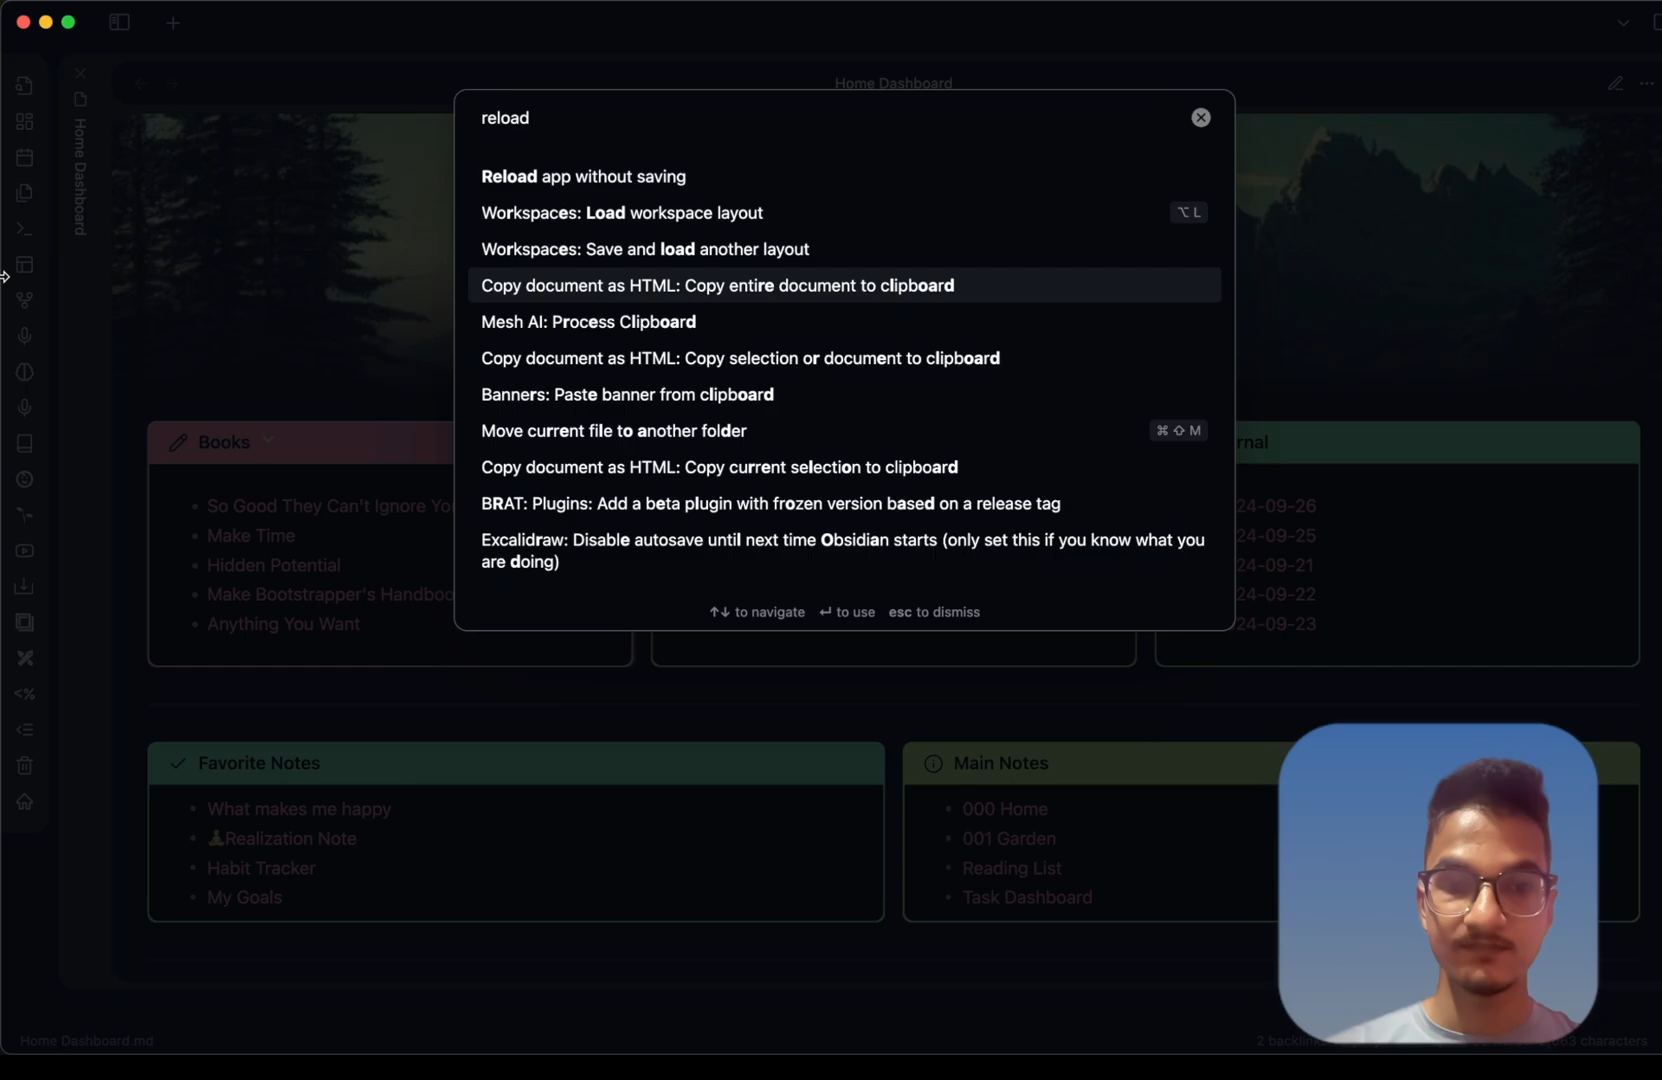 Home Dashboard
Home Dashboard
reload
Reload app without saving
Workspaces: Load workspace layout
⌥ L
Workspaces: Save and load another layout
Copy document as HTML: Copy entire document to clipboard
Mesh AI: Process Clipboard
Copy document as HTML: Copy selection or document to clipboard
Banners: Paste banner from clipboard
Move current file to another folder
⌘ ⇧ M
Copy document as HTML: Copy current selection to clipboard
BRAT: Plugins: Add a beta plugin with frozen version based on a release tag
Excalidraw: Disable autosave until next time Obsidian starts (only set this if you know what you
are doing)
↑↓ to navigate ↵ to use esc to dismiss
Books
So Good They Can't Ignore Yo
Make Time
Hidden Potential
Make Bootstrapper's Handboo
Anything You Want
rnal
24-09-26
24-09-25
24-09-21
24-09-22
24-09-23
Favorite Notes
What makes me happy
🧘Realization Note
Habit Tracker
My Goals
Main Notes
000 Home
001 Garden
Reading List
Task Dashboard
Home Dashboard.md
2 backlinks
characters